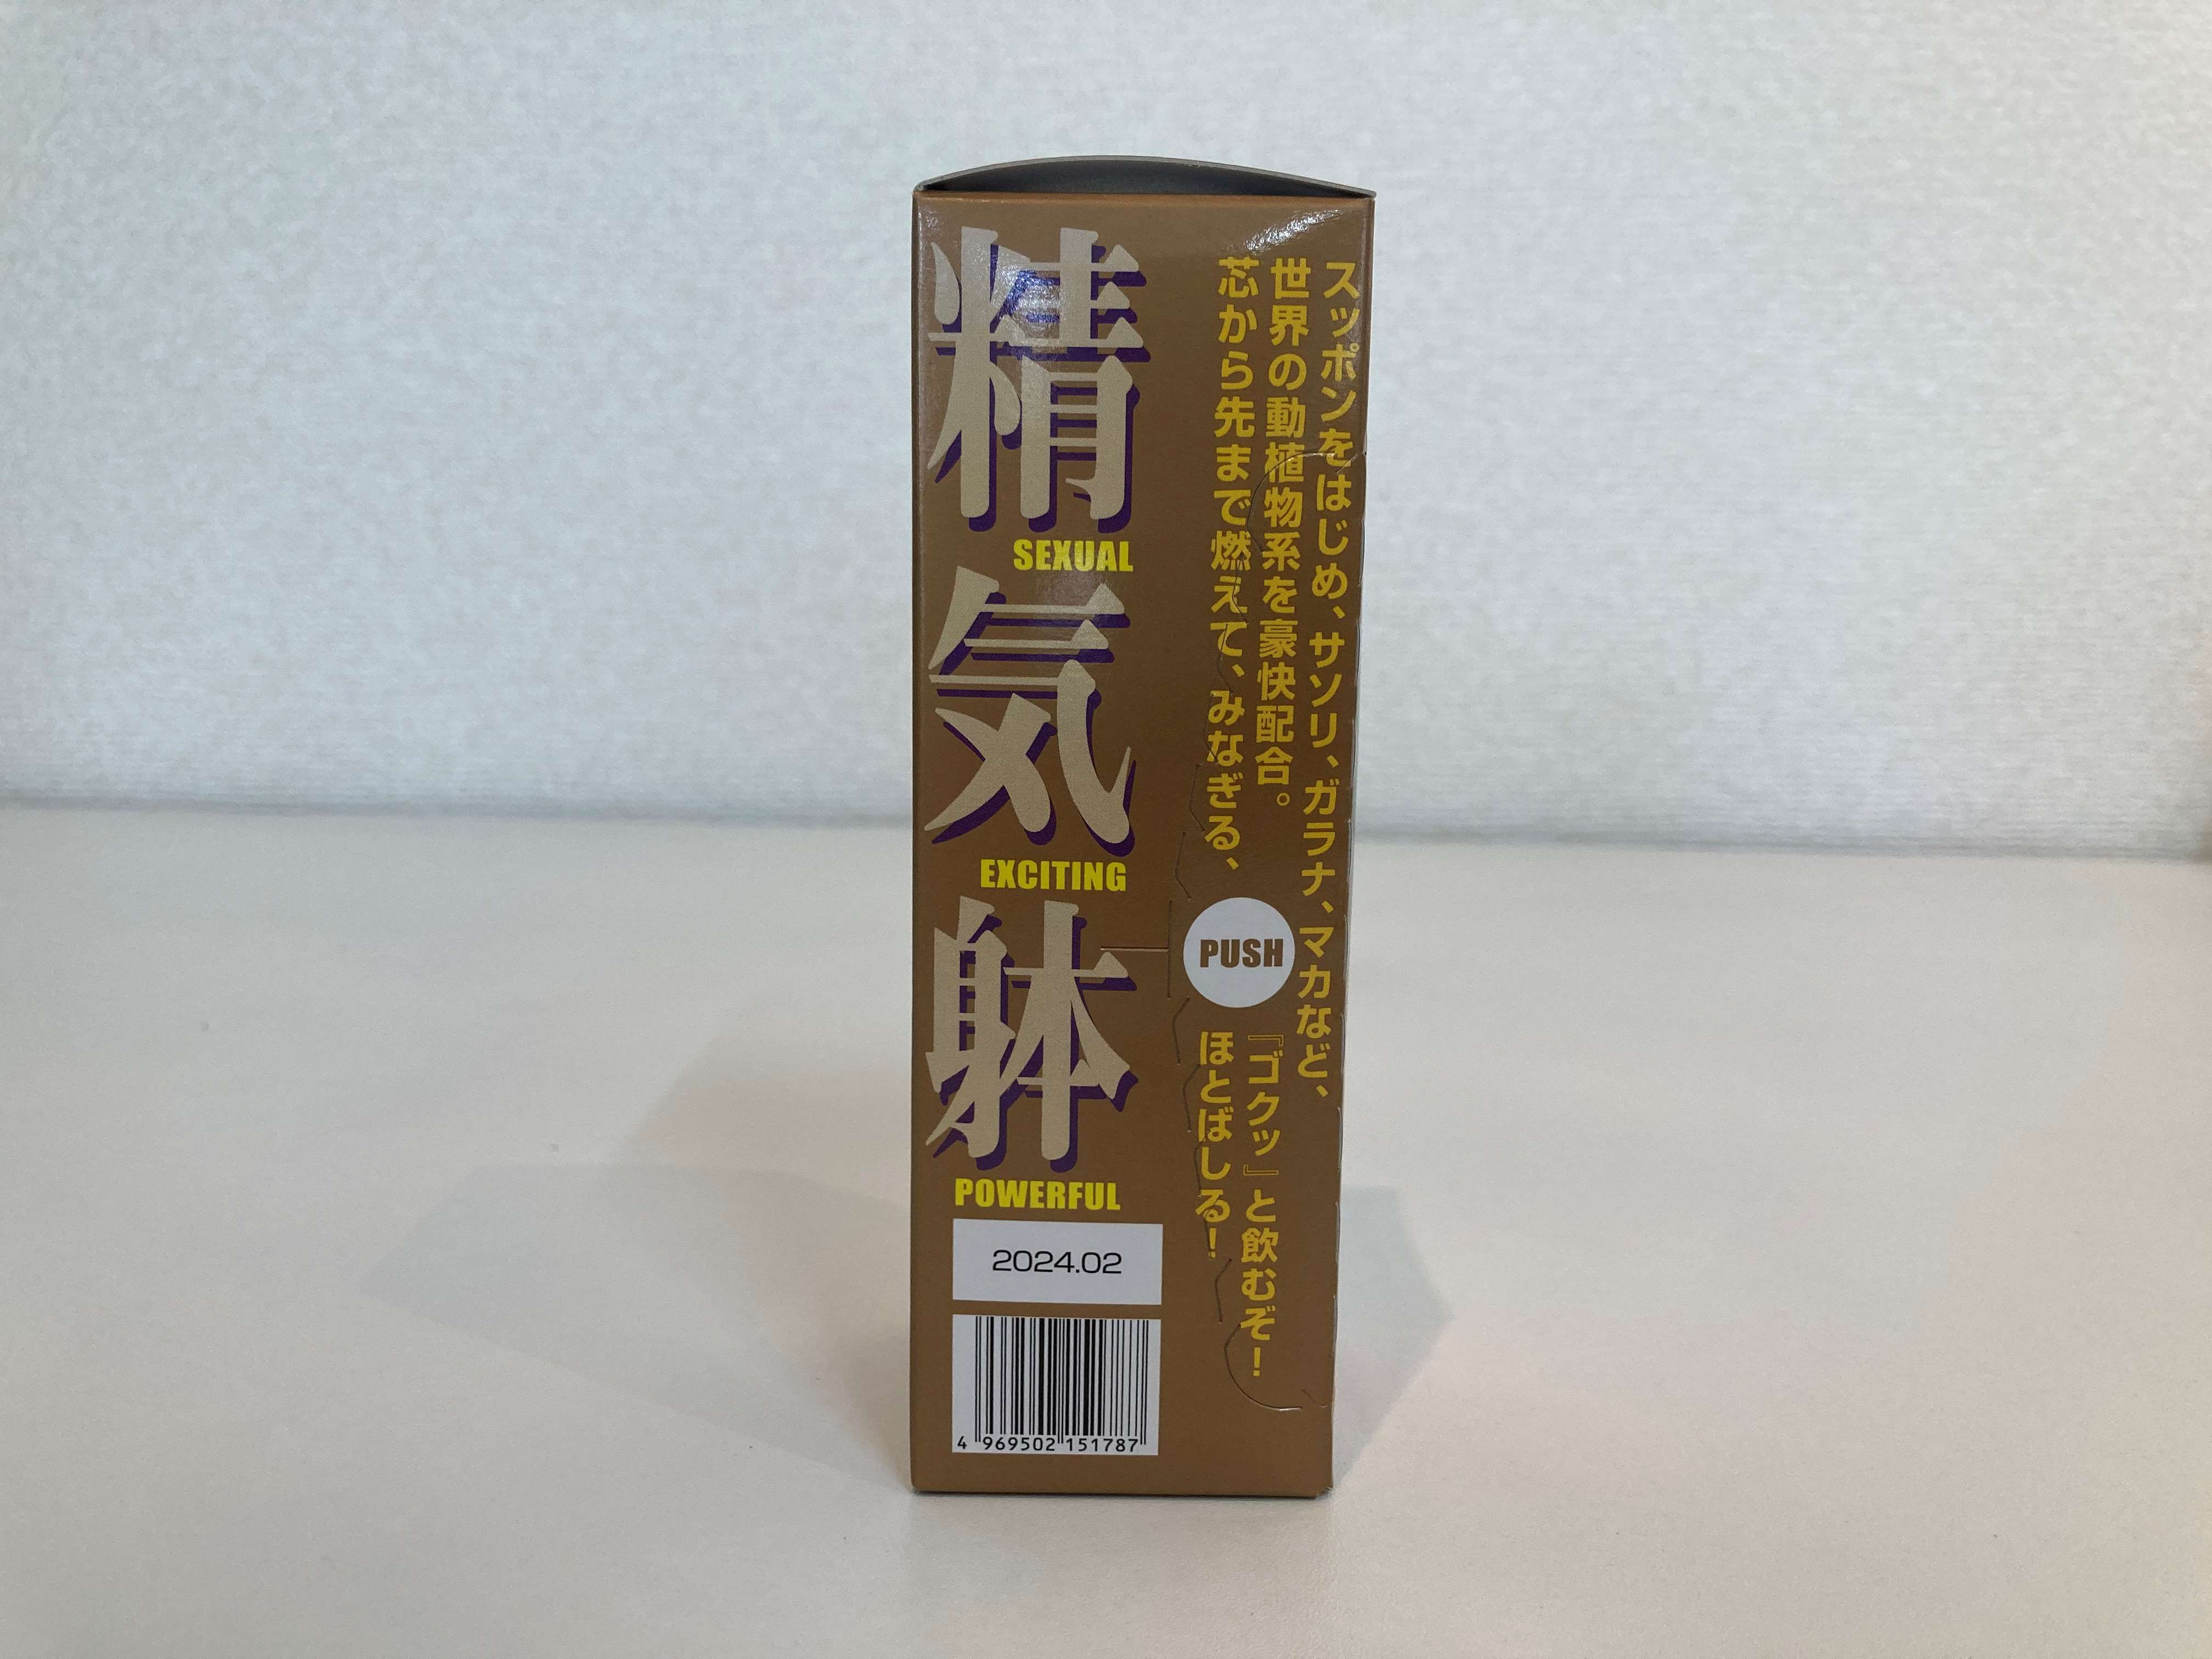 スッポンをはじめ、サソリ、ガラナ、マカなど、
世界の動植物系を豪快配合。
芯から先まで燃えて、みなぎる、
『ゴクッ』と飲むぞ！
ほとばしる！
PUSH
精
SEXUAL
気
EXCITING
躰
POWERFUL
2024.02
4 969502 151787